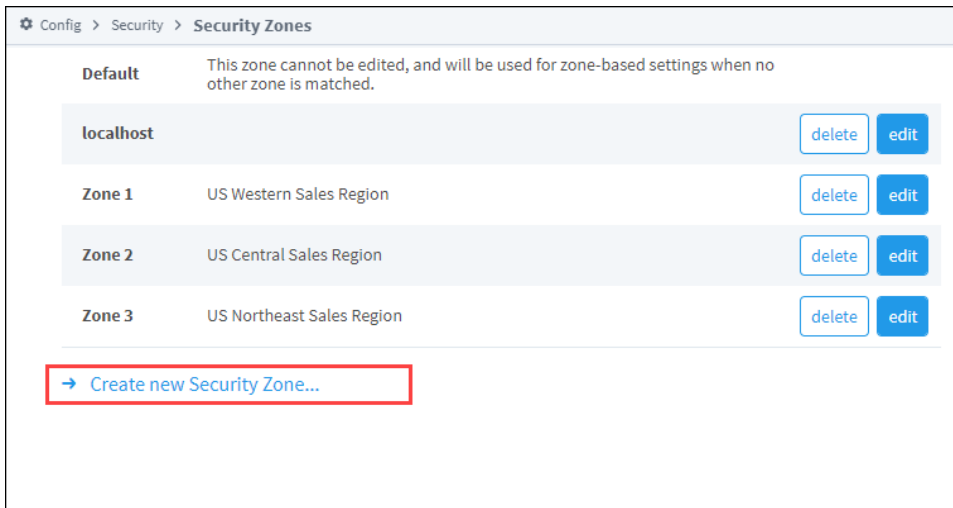 Config > Security > Security Zones
Default This zone cannot be edited, and will be used for zone-based settings when no
other zone is matched.
localhost delete edit
Zone 1 US Western Sales Region delete edit
Zone 2 US Central Sales Region delete edit
Zone 3 US Northeast Sales Region delete edit
→ Create new Security Zone...